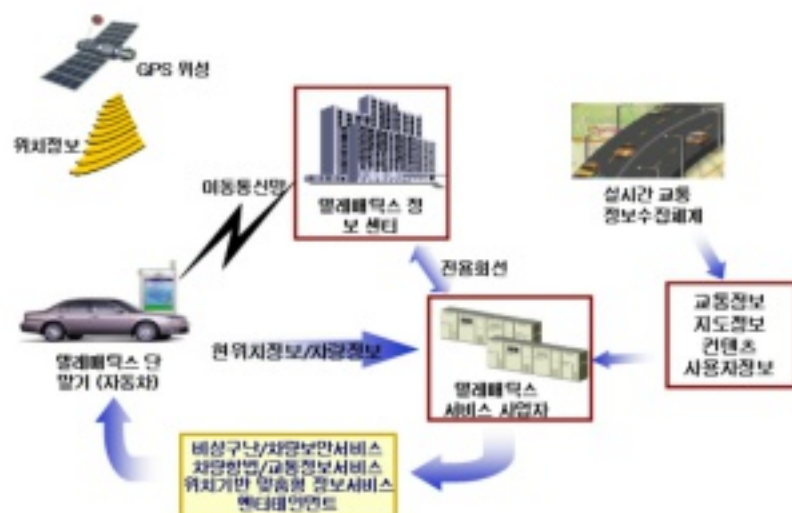 GPS 위성
위치정보
이동통신망
텔레매틱스 정
보 센터
실시간 교통
정보수집체계
전용회선
교통정보
지도정보
컨텐츠
사용자정보
현위치정보/차량정보
텔레매틱스 단
말기 (자동차)
텔레매틱스
서비스 사업자
비상구난/차량보안서비스
차량항법/교통정보서비스
위치기반 맞춤형 정보서비스
엔터테인먼트